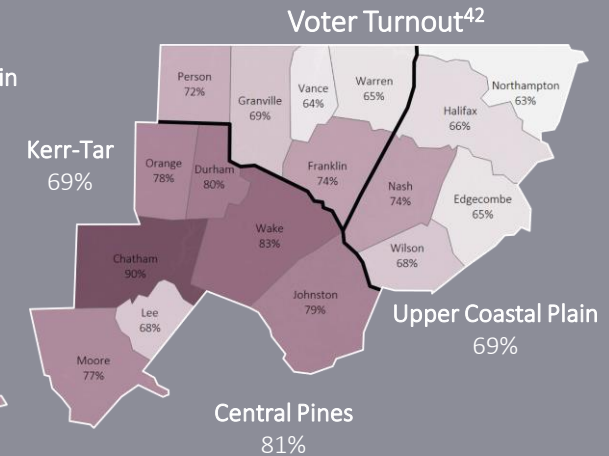 Voter Turnout42
in
Person
72%
Granville
69%
Vance
64%
Warren
65%
Northampton
63%
Halifax
66%
Kerr-Tar
69%
Orange
78%
Durham
80%
Franklin
74%
Nash
74%
Edgecombe
65%
Wake
83%
Wilson
68%
Chatham
90%
Johnston
79%
Lee
68%
Upper Coastal Plain
69%
Moore
77%
Central Pines
81%